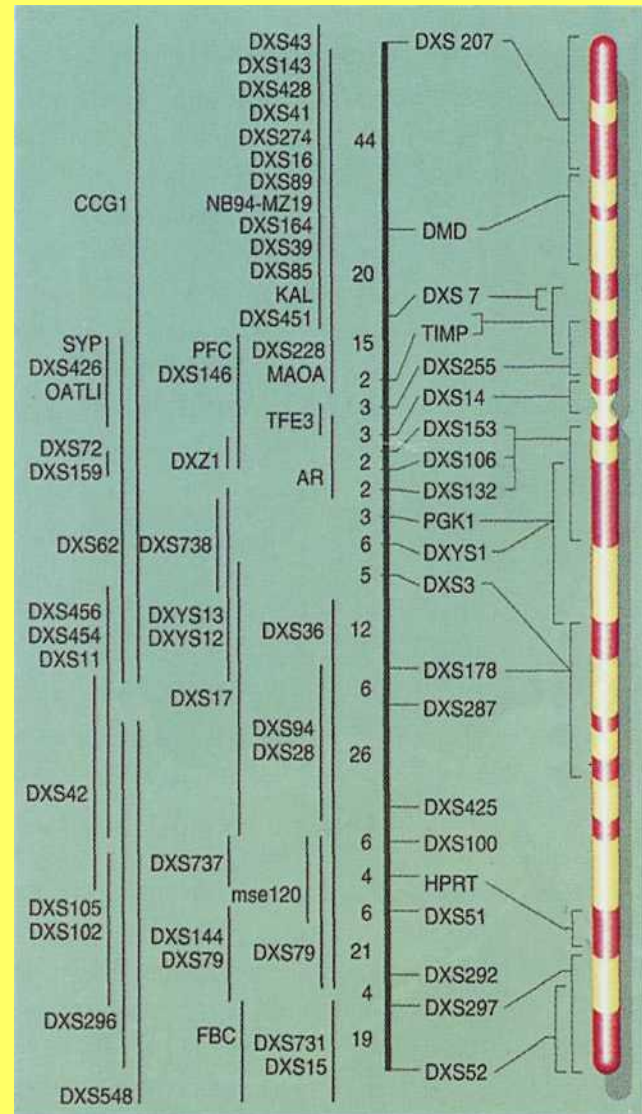 DXS43
DXS143
DXS428
DXS41
DXS274
DXS16
DXS89
NB94-MZ19
DXS164
DXS39
DXS85
KAL
DXS451
CCG1
SYP
DXS426
OATLI
DXS72
DXS159
DXS62
DXS456
DXS454
DXS11
DXS42
DXS105
DXS102
DXS296
DXS548
PFC
DXS146
DXZ1
DXS738
DXYS13
DXYS12
DXS17
DXS737
DXS144
DXS79
FBC
DXS228
MAOA
TFE3
AR
DXS36
DXS94
DXS28
mse120
DXS79
DXS731
DXS15
44
20
15
2
3
3
2
2
3
6
5
12
6
26
6
4
6
21
4
19
DXS 207
DMD
DXS 7
TIMP
DXS255
DXS14
DXS153
DXS106
DXS132
PGK1
DXYS1
DXS3
DXS178
DXS287
DXS425
DXS100
HPRT
DXS51
DXS292
DXS297
DXS52